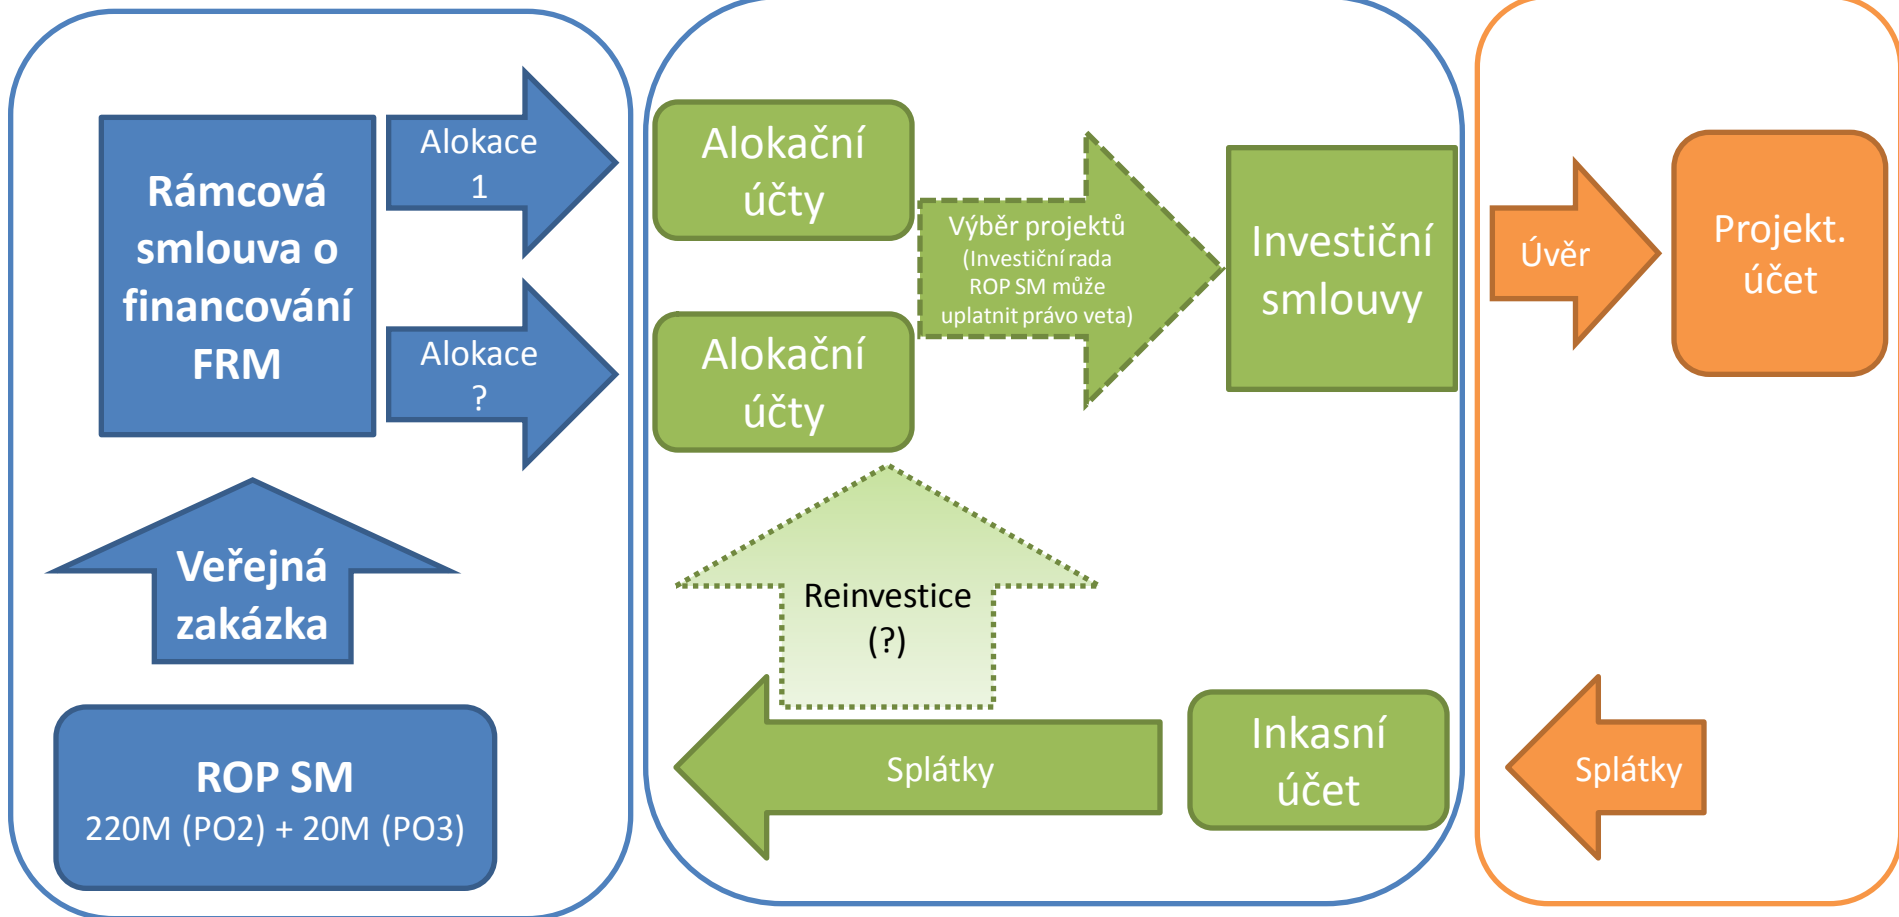 Rámcová
smlouva o
financování
FRM
Alokace
1
Alokace
?
Veřejná
zakázka
ROP SM
220M (PO2) + 20M (PO3)
Alokační
účty
Alokační
účty
Výběr projektů
(Investiční rada
ROP SM může
uplatnit právo veta)
Investiční
smlouvy
Reinvestice
(?)
Splátky
Inkasní
účet
Úvěr
Projekt.
účet
Splátky